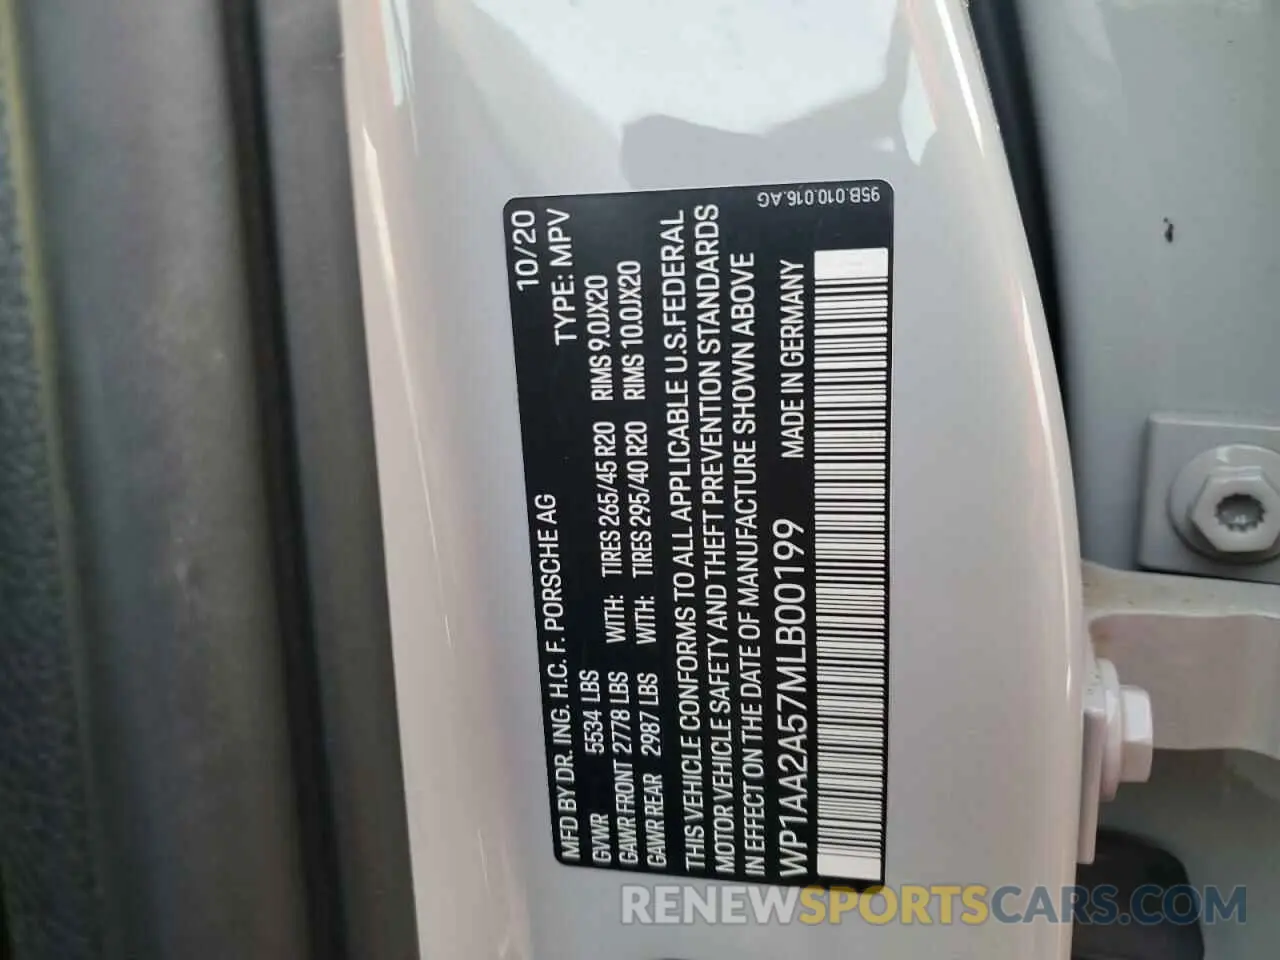 MFD BY DR. ING. H.C. F. PORSCHE AG 10/20
GVWR 5534 LBS TYPE: MPV
GAWR FRONT 2778 LBS WITH: TIRES 265/45 R20 RIMS 9.0JX20
GAWR REAR 2987 LBS WITH: TIRES 295/40 R20 RIMS 10.0JX20
THIS VEHICLE CONFORMS TO ALL APPLICABLE U.S.FEDERAL
MOTOR VEHICLE SAFETY AND THEFT PREVENTION STANDARDS
IN EFFECT ON THE DATE OF MANUFACTURE SHOWN ABOVE
WP1AA2A57MLB00199 MADE IN GERMANY
95B.010.016.AG
RENEWSPORTSCARS.COM